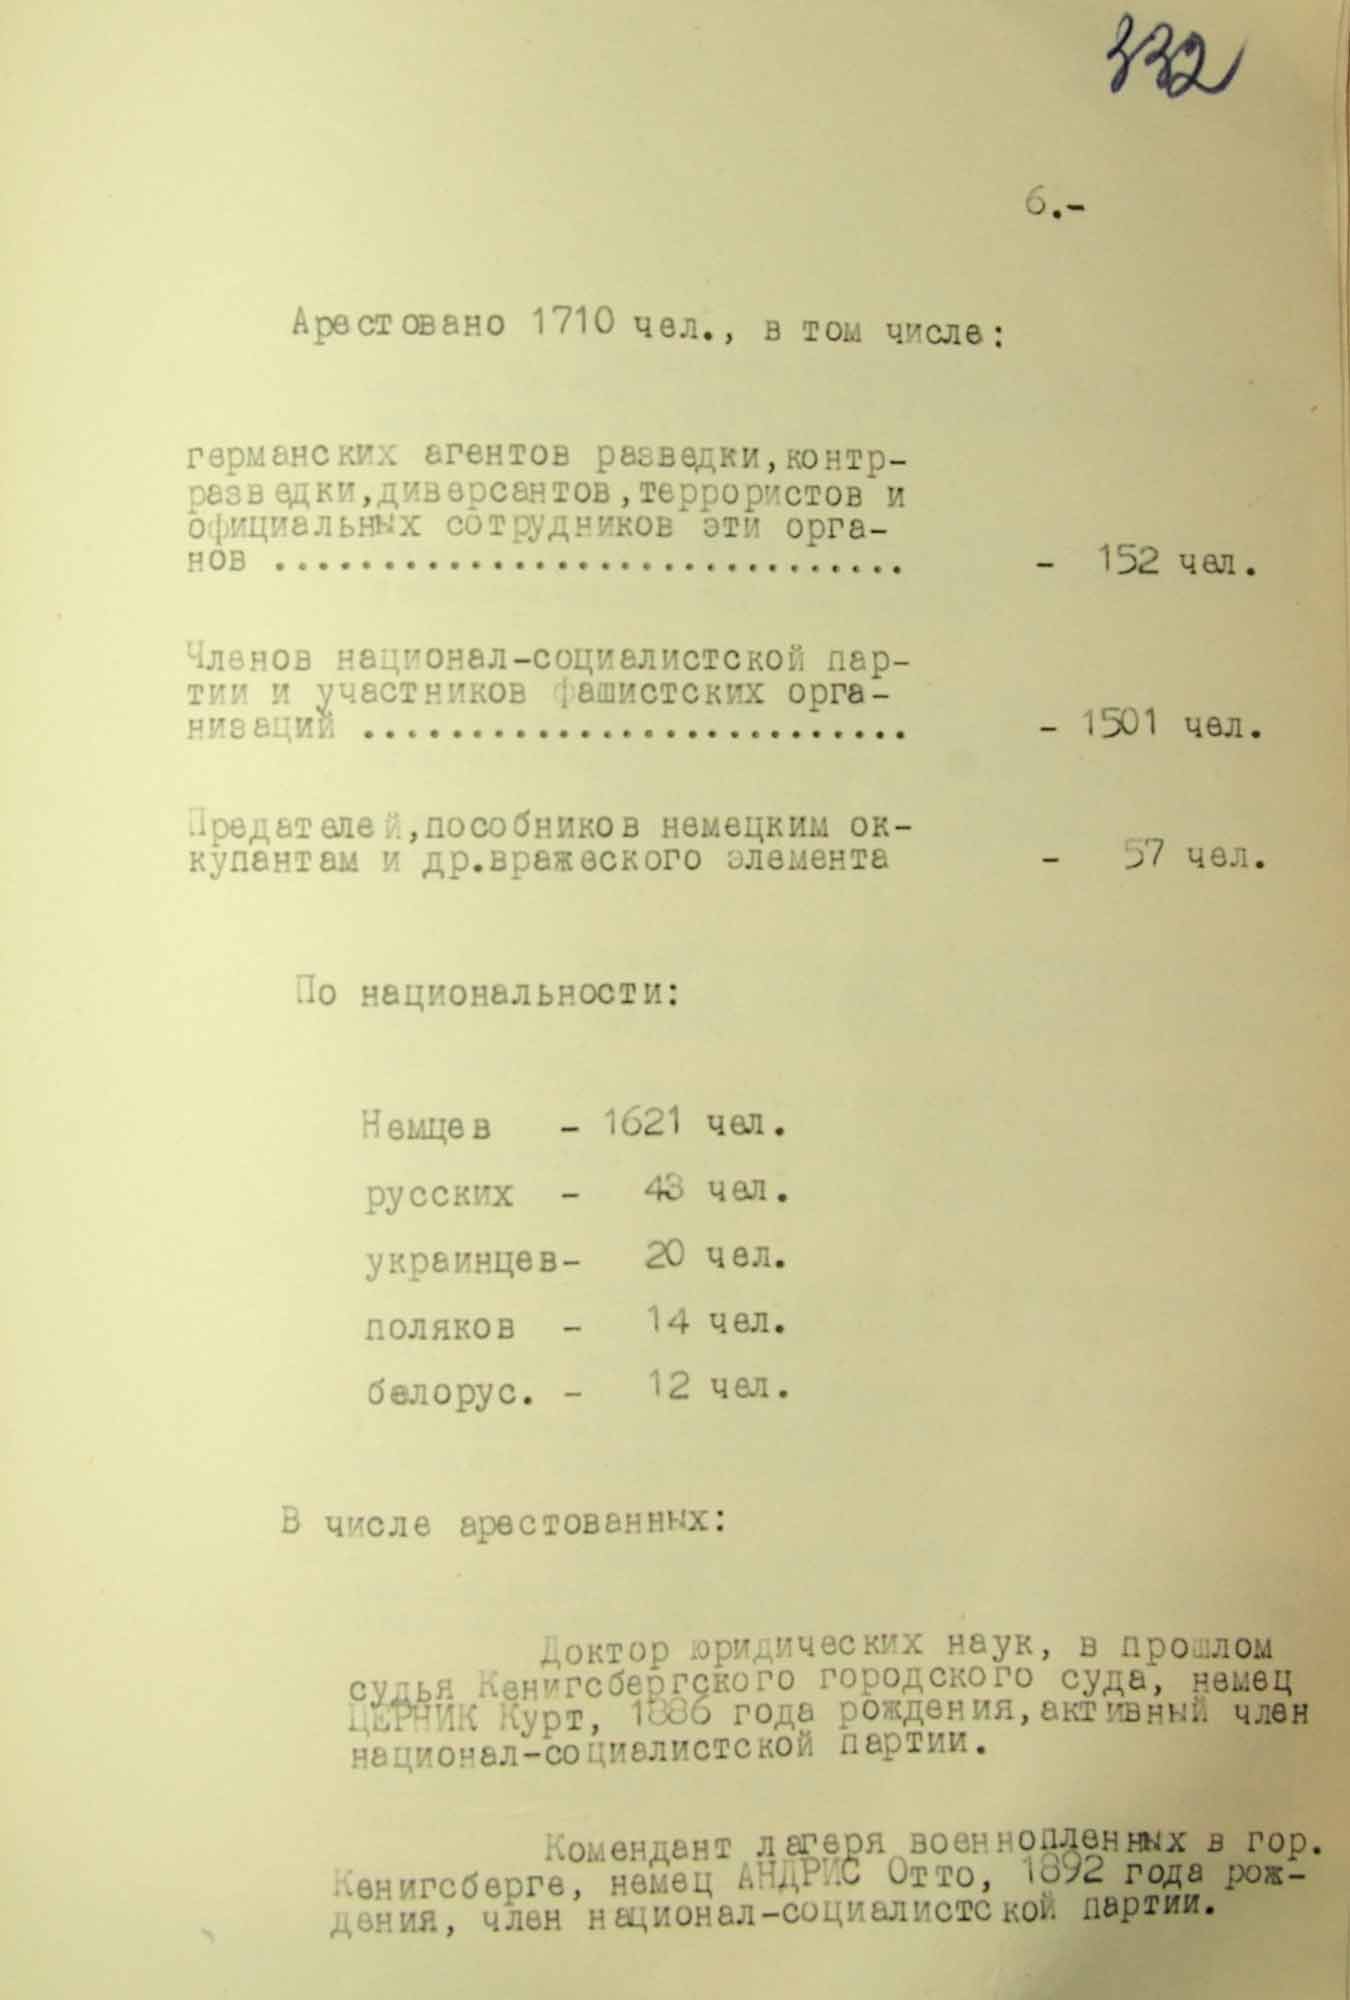 332
6.-
Арестовано 1710 чел., в том числе:
германских агентов разведки,контр-
разведки,диверсантов,террористов и
официальных сотрудников эти орга-
нов .............................. - 152 чел.
Членов национал-социалистской пар-
тии и участников фашистских орга-
низаций .......................... - 1501 чел.
Предателей,пособников немецким ок-
купантам и др.вражеского элемента - 57 чел.
По национальности:
Немцев - 1621 чел.
русских - 43 чел.
украинцев- 20 чел.
поляков - 14 чел.
белорус. - 12 чел.
В числе арестованных:
Доктор юридических наук, в прошлом
судья Кенигсбергского городского суда, немец
ЦЕРНИК Курт, 1886 года рождения,активный член
национал-социалистской партии.
Комендант лагеря военнопленных в гор.
Кенигсберге, немец АНДРИС Отто, 1892 года рож-
дения, член национал-социалистской партии.